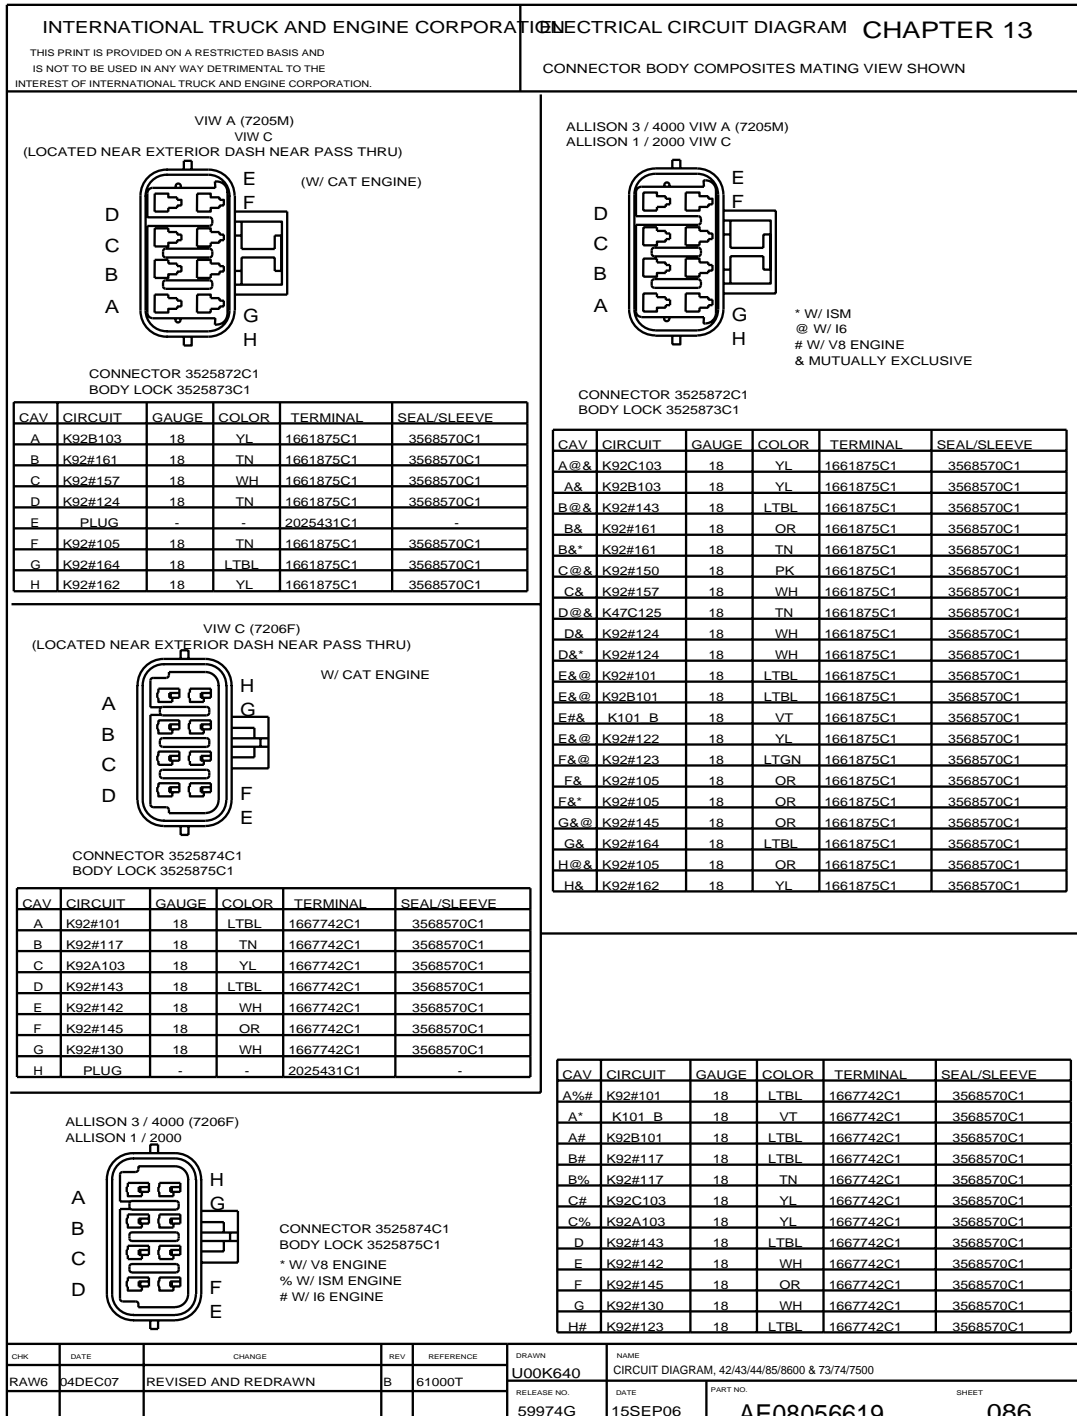 INTERNATIONAL TRUCK AND ENGINE CORPORATION
THIS PRINT IS PROVIDED ON A RESTRICTED BASIS AND
IS NOT TO BE USED IN ANY WAY DETRIMENTAL TO THE
INTEREST OF INTERNATIONAL TRUCK AND ENGINE CORPORATION.
ELECTRICAL CIRCUIT DIAGRAM CHAPTER 13
CONNECTOR BODY COMPOSITES MATING VIEW SHOWN
VIW A (7205M)
VIW C
(LOCATED NEAR EXTERIOR DASH NEAR PASS THRU)
(W/ CAT ENGINE)
E
F
D
C
B
A
G
H
CONNECTOR 3525872C1
BODY LOCK 3525873C1
CAV CIRCUIT GAUGE COLOR TERMINAL SEAL/SLEEVE
A K92B103 18 YL 1661875C1 3568570C1
B K92#161 18 TN 1661875C1 3568570C1
C K92#157 18 WH 1661875C1 3568570C1
D K92#124 18 TN 1661875C1 3568570C1
E PLUG - - 2025431C1 -
F K92#105 18 TN 1661875C1 3568570C1
G K92#164 18 LTBL 1661875C1 3568570C1
H K92#162 18 YL 1661875C1 3568570C1
VIW C (7206F)
(LOCATED NEAR EXTERIOR DASH NEAR PASS THRU)
W/ CAT ENGINE
H
G
A
B
C
D
F
E
CONNECTOR 3525874C1
BODY LOCK 3525875C1
CAV CIRCUIT GAUGE COLOR TERMINAL SEAL/SLEEVE
A K92#101 18 LTBL 1667742C1 3568570C1
B K92#117 18 TN 1667742C1 3568570C1
C K92A103 18 YL 1667742C1 3568570C1
D K92#143 18 LTBL 1667742C1 3568570C1
E K92#142 18 WH 1667742C1 3568570C1
F K92#145 18 OR 1667742C1 3568570C1
G K92#130 18 WH 1667742C1 3568570C1
H PLUG - - 2025431C1 -
ALLISON 3 / 4000 (7206F)
ALLISON 1 / 2000
H
G
A
B
C
D
F
E
CONNECTOR 3525874C1
BODY LOCK 3525875C1
* W/ V8 ENGINE
% W/ ISM ENGINE
# W/ I6 ENGINE
ALLISON 3 / 4000 VIW A (7205M)
ALLISON 1 / 2000 VIW C
E
F
D
C
B
A
G
H
* W/ ISM
@ W/ I6
# W/ V8 ENGINE
& MUTUALLY EXCLUSIVE
CONNECTOR 3525872C1
BODY LOCK 3525873C1
CAV CIRCUIT GAUGE COLOR TERMINAL SEAL/SLEEVE
A@& K92C103 18 YL 1661875C1 3568570C1
A& K92B103 18 YL 1661875C1 3568570C1
B@& K92#143 18 LTBL 1661875C1 3568570C1
B& K92#161 18 OR 1661875C1 3568570C1
B&* K92#161 18 TN 1661875C1 3568570C1
C@& K92#150 18 PK 1661875C1 3568570C1
C& K92#157 18 WH 1661875C1 3568570C1
D@& K47C125 18 TN 1661875C1 3568570C1
D& K92#124 18 WH 1661875C1 3568570C1
D&* K92#124 18 WH 1661875C1 3568570C1
E&@ K92#101 18 LTBL 1661875C1 3568570C1
E&@ K92B101 18 LTBL 1661875C1 3568570C1
E#& K101 B 18 VT 1661875C1 3568570C1
E&@ K92#122 18 YL 1661875C1 3568570C1
F&@ K92#123 18 LTGN 1661875C1 3568570C1
F& K92#105 18 OR 1661875C1 3568570C1
F&* K92#105 18 OR 1661875C1 3568570C1
G&@ K92#145 18 OR 1661875C1 3568570C1
G& K92#164 18 LTBL 1661875C1 3568570C1
H@& K92#105 18 OR 1661875C1 3568570C1
H& K92#162 18 YL 1661875C1 3568570C1
CAV CIRCUIT GAUGE COLOR TERMINAL SEAL/SLEEVE
A%# K92#101 18 LTBL 1667742C1 3568570C1
A* K101 B 18 VT 1667742C1 3568570C1
A# K92B101 18 LTBL 1667742C1 3568570C1
B# K92#117 18 LTBL 1667742C1 3568570C1
B% K92#117 18 TN 1667742C1 3568570C1
C# K92C103 18 YL 1667742C1 3568570C1
C% K92A103 18 YL 1667742C1 3568570C1
D K92#143 18 LTBL 1667742C1 3568570C1
E K92#142 18 WH 1667742C1 3568570C1
F K92#145 18 OR 1667742C1 3568570C1
G K92#130 18 WH 1667742C1 3568570C1
H# K92#123 18 LTBL 1667742C1 3568570C1
CHK DATE CHANGE REV REFERENCE
RAW6 04DEC07 REVISED AND REDRAWN B 61000T
DRAWN
U00K640
NAME
CIRCUIT DIAGRAM, 42/43/44/85/8600 & 73/74/7500
RELEASE NO.
59974G
DATE
15SEP06
PART NO.
AE08056619
SHEET
086